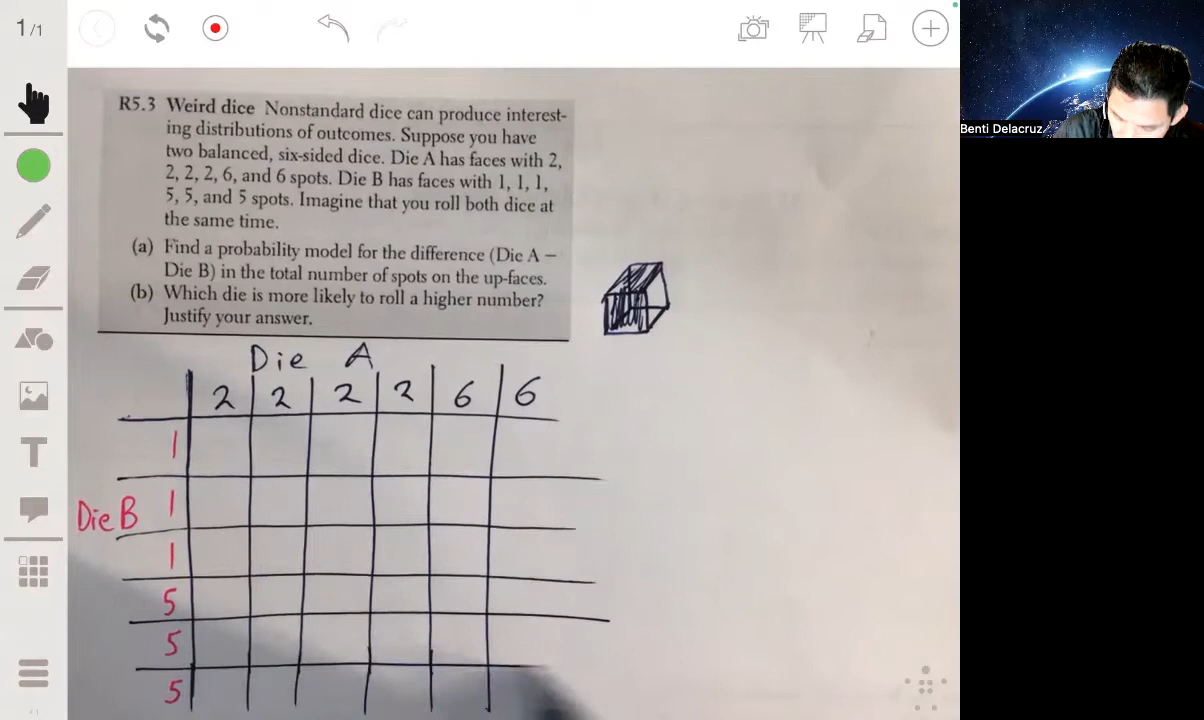 1/1
R5.3 Weird dice Nonstandard dice can produce interest-
ing distributions of outcomes. Suppose you have
two balanced, six-sided dice. Die A has faces with 2,
2, 2, 2, 6, and 6 spots. Die B has faces with 1, 1, 1,
5, 5, and 5 spots. Imagine that you roll both dice at
the same time.
(a) Find a probability model for the difference (Die A −
Die B) in the total number of spots on the up-faces.
(b) Which die is more likely to roll a higher number?
Justify your answer.
Die A
2 2 2 2 6 6
1
Die B 1
1
5
5
5
T
Benti Delacruz